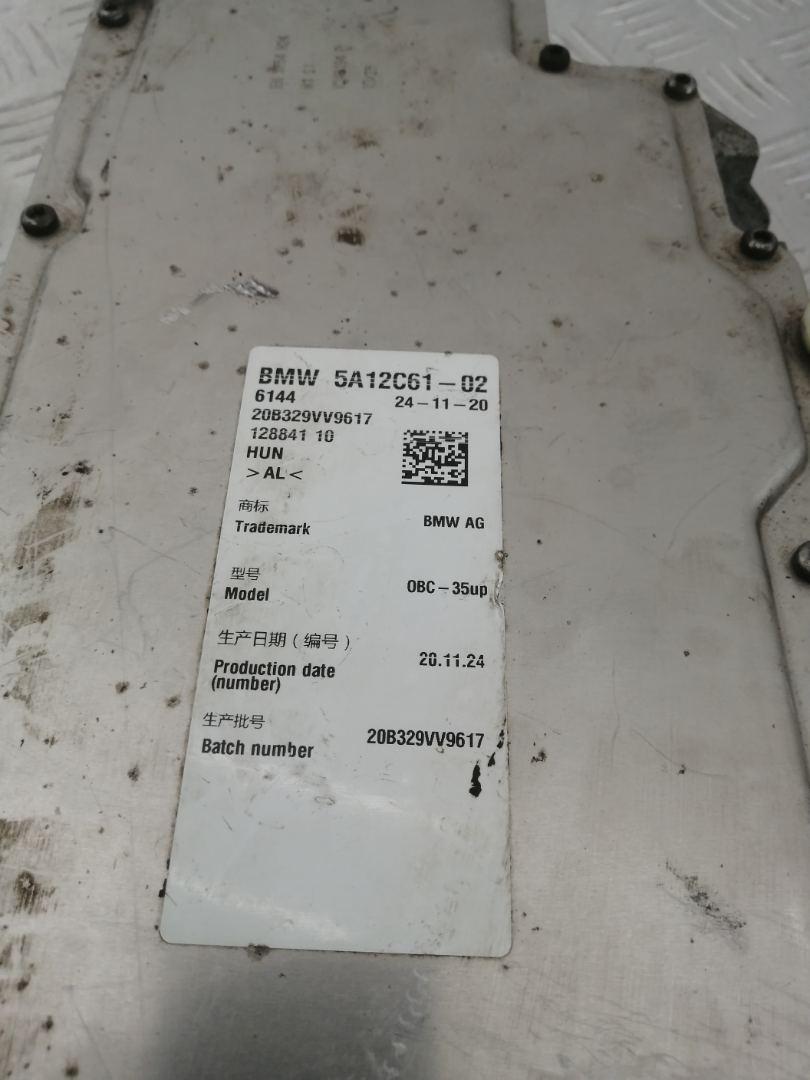 BMW 5A12C61-02
6144 24-11-20
20B329VV9617
128841 10
HUN
>AL<
商标
Trademark BMW AG
型号
Model OBC-35up
生产日期(编号)
Production date 20.11.24
(number)
生产批号
Batch number 20B329VV9617